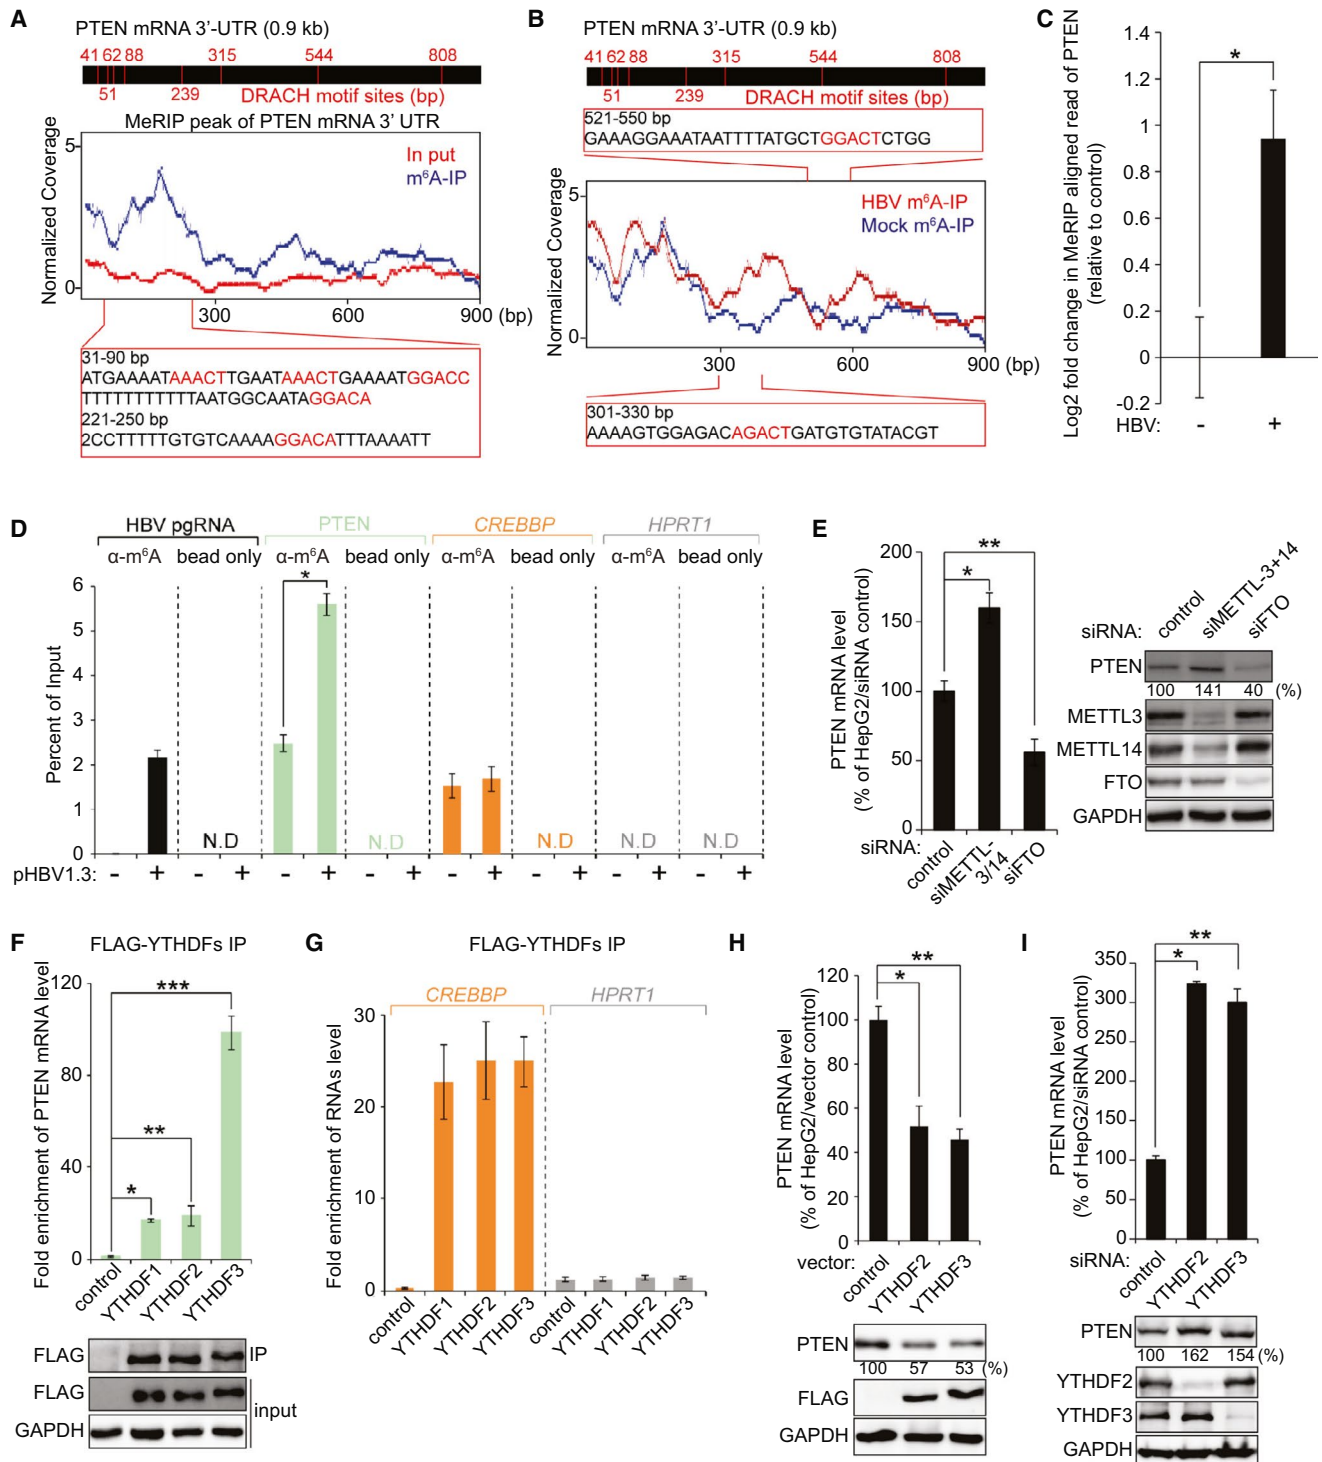 A
PTEN mRNA 3'-UTR (0.9 kb)
41 62 88 315 544 808
51 239 DRACH motif sites (bp)
MeRIP peak of PTEN mRNA 3' UTR
Normalized Coverage
5
0
In put
m⁶A-IP
300 600 900 (bp)
31-90 bp
ATGAAAATAAACTTGAATAAACTGAAAATGGACC
TTTTTTTTTTTTAATGGCAATAGGACA
221-250 bp
2CCTTTTTGTGTCAAAAGGACATTTAAAATT
B
PTEN mRNA 3'-UTR (0.9 kb)
41 62 88 315 544 808
51 239 DRACH motif sites (bp)
521-550 bp
GAAAGGAAATAATTTTATGCTGGACTCTGG
Normalized Coverage
5
0
HBV m⁶A-IP
Mock m⁶A-IP
300 600 900 (bp)
301-330 bp
AAAAGTGGAGACAGACTGATGTGTATACGT
C
Log2 fold change in MeRIP aligned read of PTEN
(relative to control)
1.4
1.2
1
0.8
0.6
0.4
0.2
0
-0.2
*
HBV: - +
D
HBV pgRNA PTEN CREBBP HPRT1
α-m⁶A bead only α-m⁶A bead only α-m⁶A bead only α-m⁶A bead only
Percent of Input
6
5
4
3
2
1
0
*
N.D N.D N.D N.D N.D
pHBV1.3: - + - + - + - + - + - + - + - +
E
PTEN mRNA level
(% of HepG2/siRNA control)
200
150
100
50
0
* **
siRNA: control siMETTL-3/14 siFTO
siRNA: control siMETTL-3+14 siFTO
PTEN
100 141 40 (%)
METTL3
METTL14
FTO
GAPDH
F
FLAG-YTHDFs IP
Fold enrichment of PTEN mRNA level
120
80
40
0
***
**
*
control YTHDF1 YTHDF2 YTHDF3
FLAG IP
FLAG
input
GAPDH
G
FLAG-YTHDFs IP
CREBBP HPRT1
Fold enrichment of RNAs level
30
20
10
0
control YTHDF1 YTHDF2 YTHDF3 control YTHDF1 YTHDF2 YTHDF3
H
PTEN mRNA level
(% of HepG2/vector control)
120
100
80
60
40
20
0
**
*
vector: control YTHDF2 YTHDF3
PTEN
100 57 53 (%)
FLAG
GAPDH
I
PTEN mRNA level
(% of HepG2/siRNA control)
350
300
250
200
150
100
50
0
**
*
siRNA: control YTHDF2 YTHDF3
PTEN
100 162 154 (%)
YTHDF2
YTHDF3
GAPDH